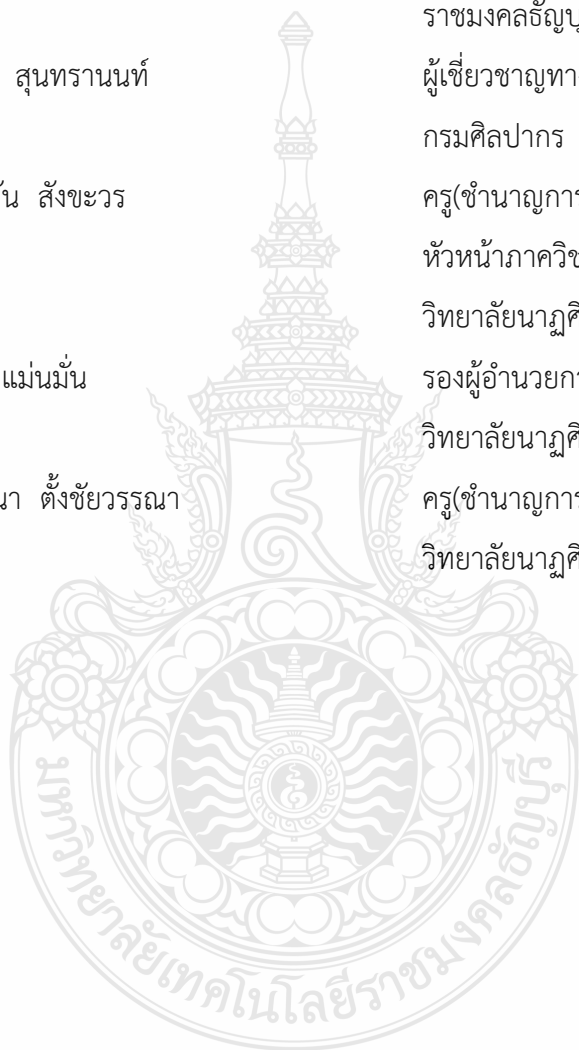 ราชมงคลธัญบุ
สุนทรานนท์ ผู้เชี่ยวชาญทา
กรมศิลปากร
ัน สังขะวร ครู(ชำนาญการ
หัวหน้าภาควิช
วิทยาลัยนาฏศิ
แม่นมั่น รองผู้อำนวยกา
วิทยาลัยนาฏศิ
นา ตั้งชัยวรรณา ครู(ชำนาญการ
วิทยาลัยนาฏศิ
มหาวิทยาลัยเทคโนโลยีราชมงคลธัญบุรี